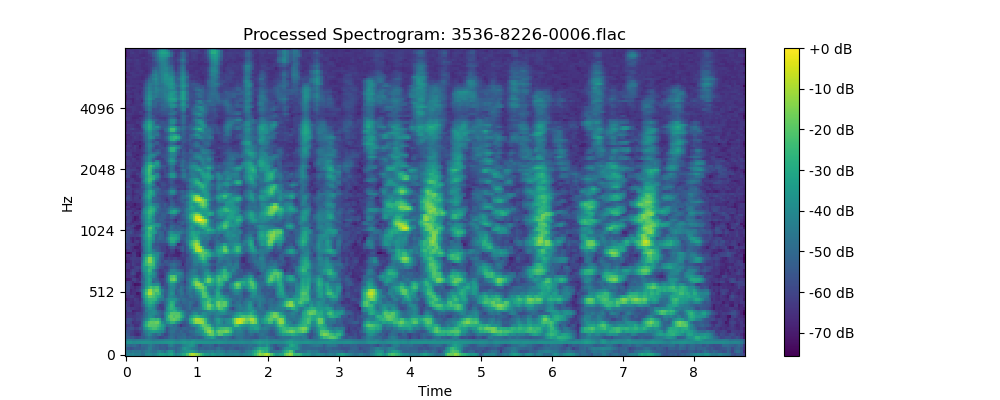 Processed Spectrogram: 3536-8226-0006.flac
Hz
4096
2048
1024
512
0
0 1 2 3 4 5 6 7 8
Time
+0 dB
-10 dB
-20 dB
-30 dB
-40 dB
-50 dB
-60 dB
-70 dB